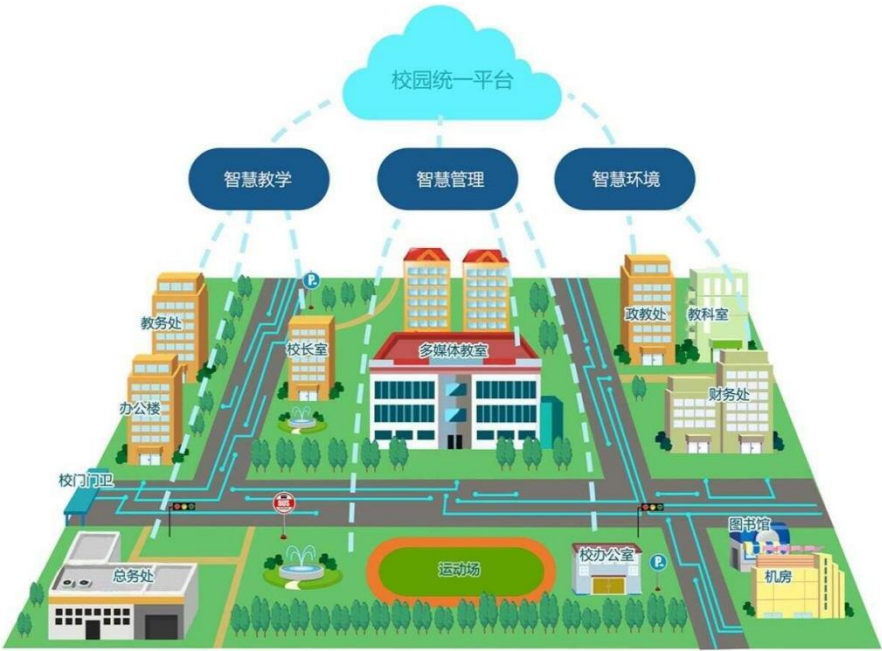 校园统一平台
智慧教学
智慧管理
智慧环境
P.
教务处
校长室
多媒体教室
政教处
教科室
办公楼
财务处
校门门卫
BUS
图书馆
总务处
运动场
校办公室
P.
机房